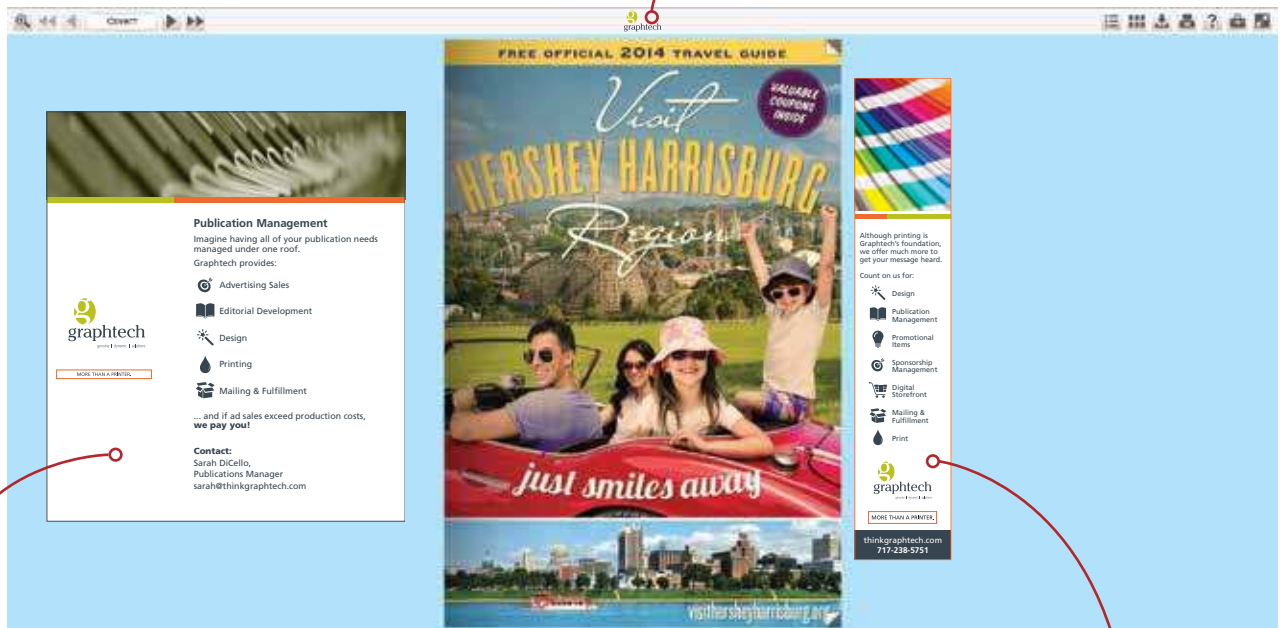 Cover
graphtech
Publication Management
Imagine having all of your publication needs
managed under one roof.
Graphtech provides:
Advertising Sales
Editorial Development
Design
Printing
Mailing & Fulfillment
... and if ad sales exceed production costs,
we pay you!
Contact:
Sarah DiCello,
Publications Manager
sarah@thinkgraphtech.com
graphtech
MORE THAN A PRINTER.
FREE OFFICIAL 2014 TRAVEL GUIDE
VALUABLE
COUPONS
INSIDE
Visit
HERSHEY HARRISBURG
Region
just smiles away
visithersheyharrisburg.org
Although printing is
Graphtech's foundation,
we offer much more to
get your message heard.
Count on us for:
Design
Publication
Management
Promotional
Items
Sponsorship
Management
Digital
Storefront
Mailing &
Fulfillment
Print
graphtech
MORE THAN A PRINTER.
thinkgraphtech.com
717-238-5751